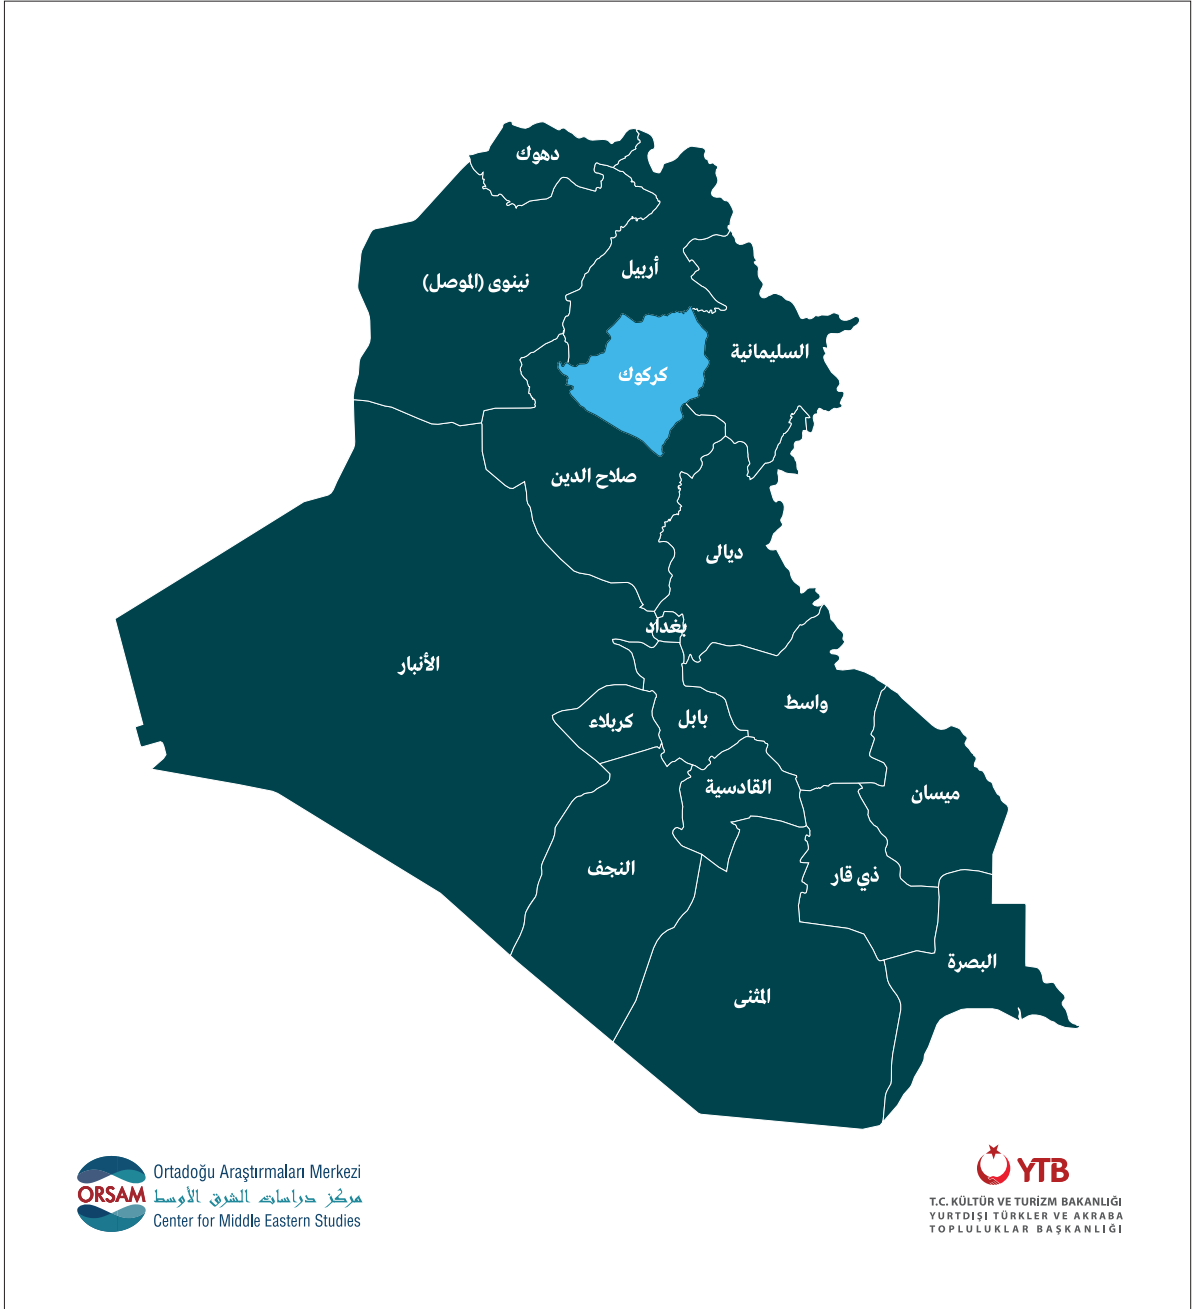 دهوك
أربيل
نينوى (الموصل)
السليمانية
كركوك
صلاح الدين
ديالى
بغداد
الأنبار
واسط
بابل
كربلاء
القادسية
ميسان
النجف
ذي قار
البصرة
المثنى
ORSAM
Ortadoğu Araştırmaları Merkezi
مركز دراسات الشرق الأوسط
Center for Middle Eastern Studies
YTB
T.C. KÜLTÜR VE TURİZM BAKANLIĞI
YURTDIŞI TÜRKLER VE AKRABA
TOPLULUKLAR BAŞKANLIĞI